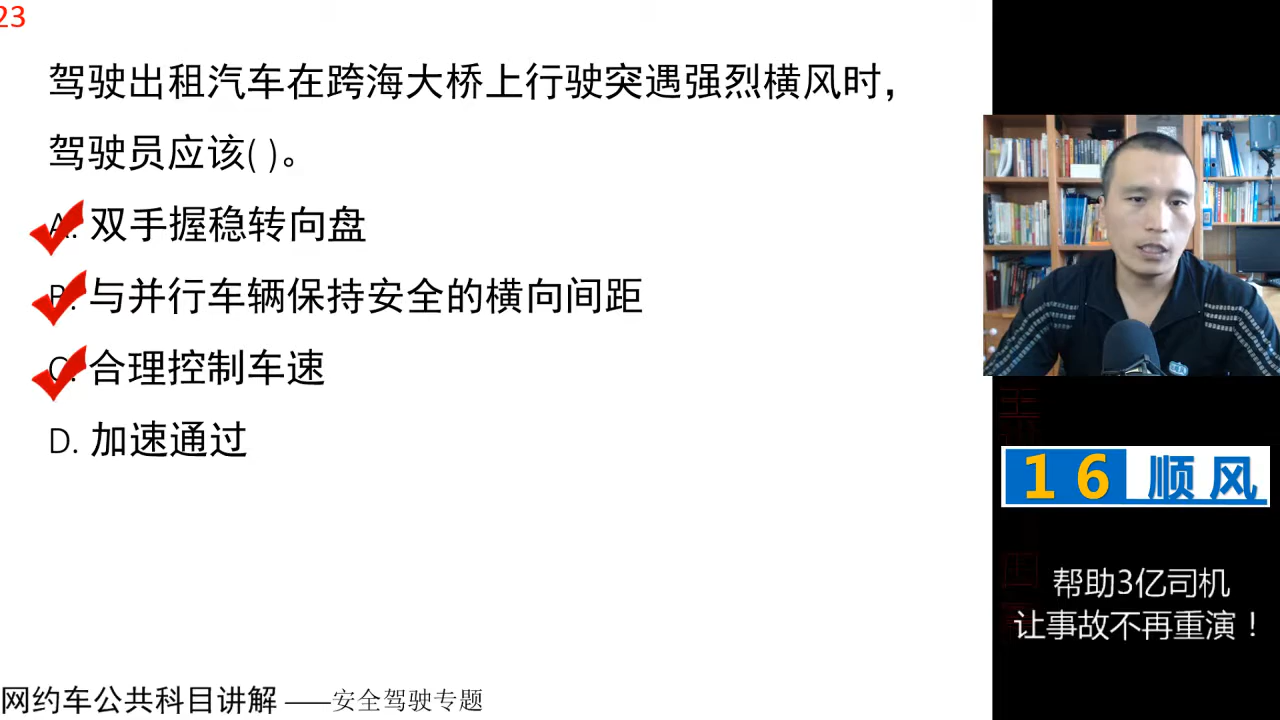 23
驾驶出租汽车在跨海大桥上行驶突遇强烈横风时，
驾驶员应该( )。
A. 双手握稳转向盘
B. 与并行车辆保持安全的横向间距
C. 合理控制车速
D. 加速通过
16 顺风
帮助3亿司机
让事故不再重演！
网约车公共科目讲解 ——安全驾驶专题